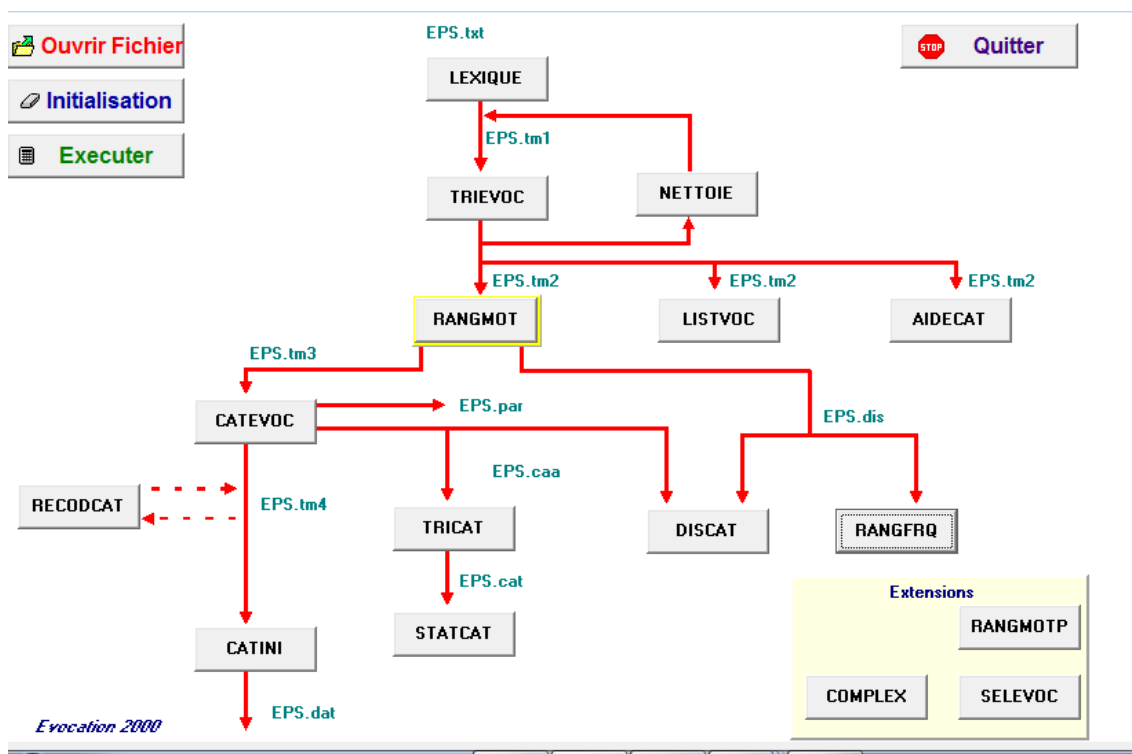 EPS.txt
Ouvrir Fichier
Quitter
LEXIQUE
Initialisation
EPS.tm1
Executer
TRIEVOC
NETTOIE
EPS.tm2
EPS.tm2
EPS.tm2
RANGMOT
LISTVOC
AIDECAT
EPS.tm3
CATEVOC
EPS.par
EPS.dis
EPS.caa
RECODCAT
EPS.tm4
TRICAT
DISCAT
RANGFRQ
EPS.cat
Extensions
STATCAT
RANGMOTP
CATINI
COMPLEX
SELEVOC
EPS.dat
Evocation 2000
STOP